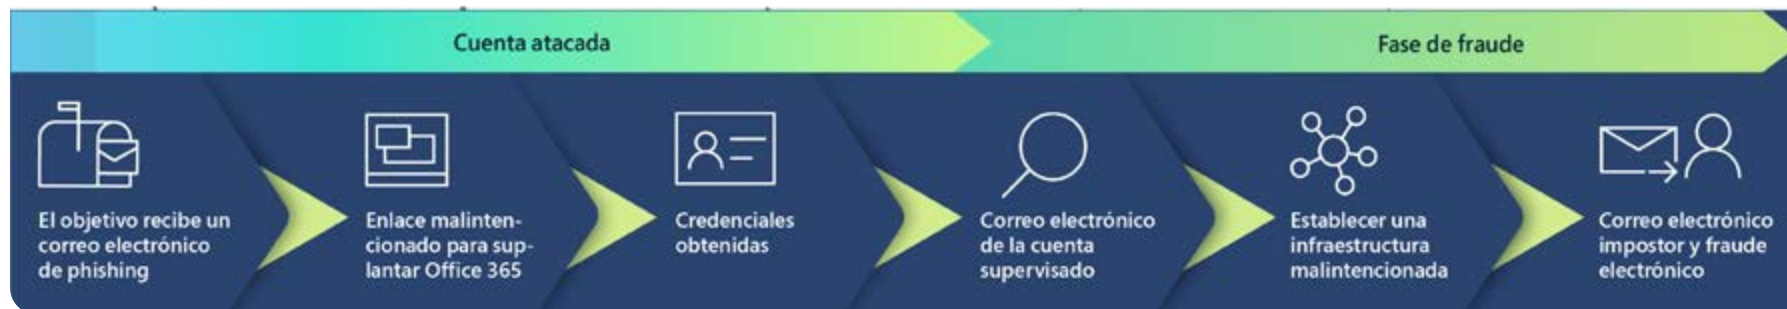 Cuenta atacada
Fase de fraude
El objetivo recibe un
correo electrónico
de phishing
Enlace malinten-
cionado para sup-
lantar Office 365
Credenciales
obtenidas
Correo electrónico
de la cuenta
supervisado
Establecer una
infraestructura
malintencionada
Correo electrónico
impostor y fraude
electrónico